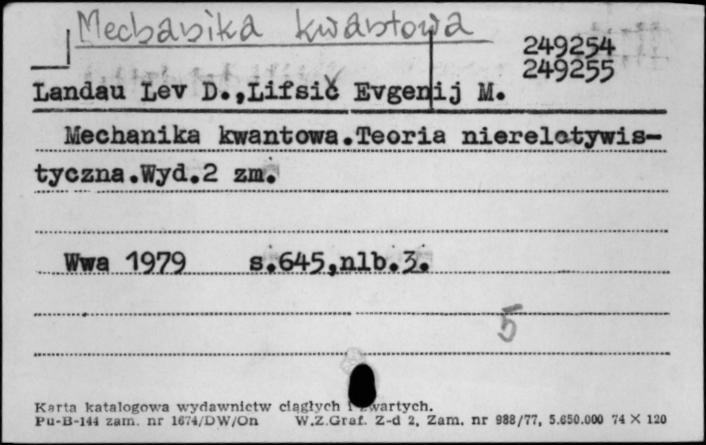 Mechanika kwantowa
249254
249255
Landau Lev D.,Lifsić Evgenij M.
Mechanika kwantowa.Teoria nierelatywis-
tyczna.Wyd.2 zm.
Wwa 1979 s.645,nlb.3.
5
Karta katalogowa wydawnictw ciągłych i zwartych.
Pu-B-144 zam. nr 1674/DW/On W.Z.Graf. Z-d 2, Zam. nr 988/77, 5.650.000 74 X 120